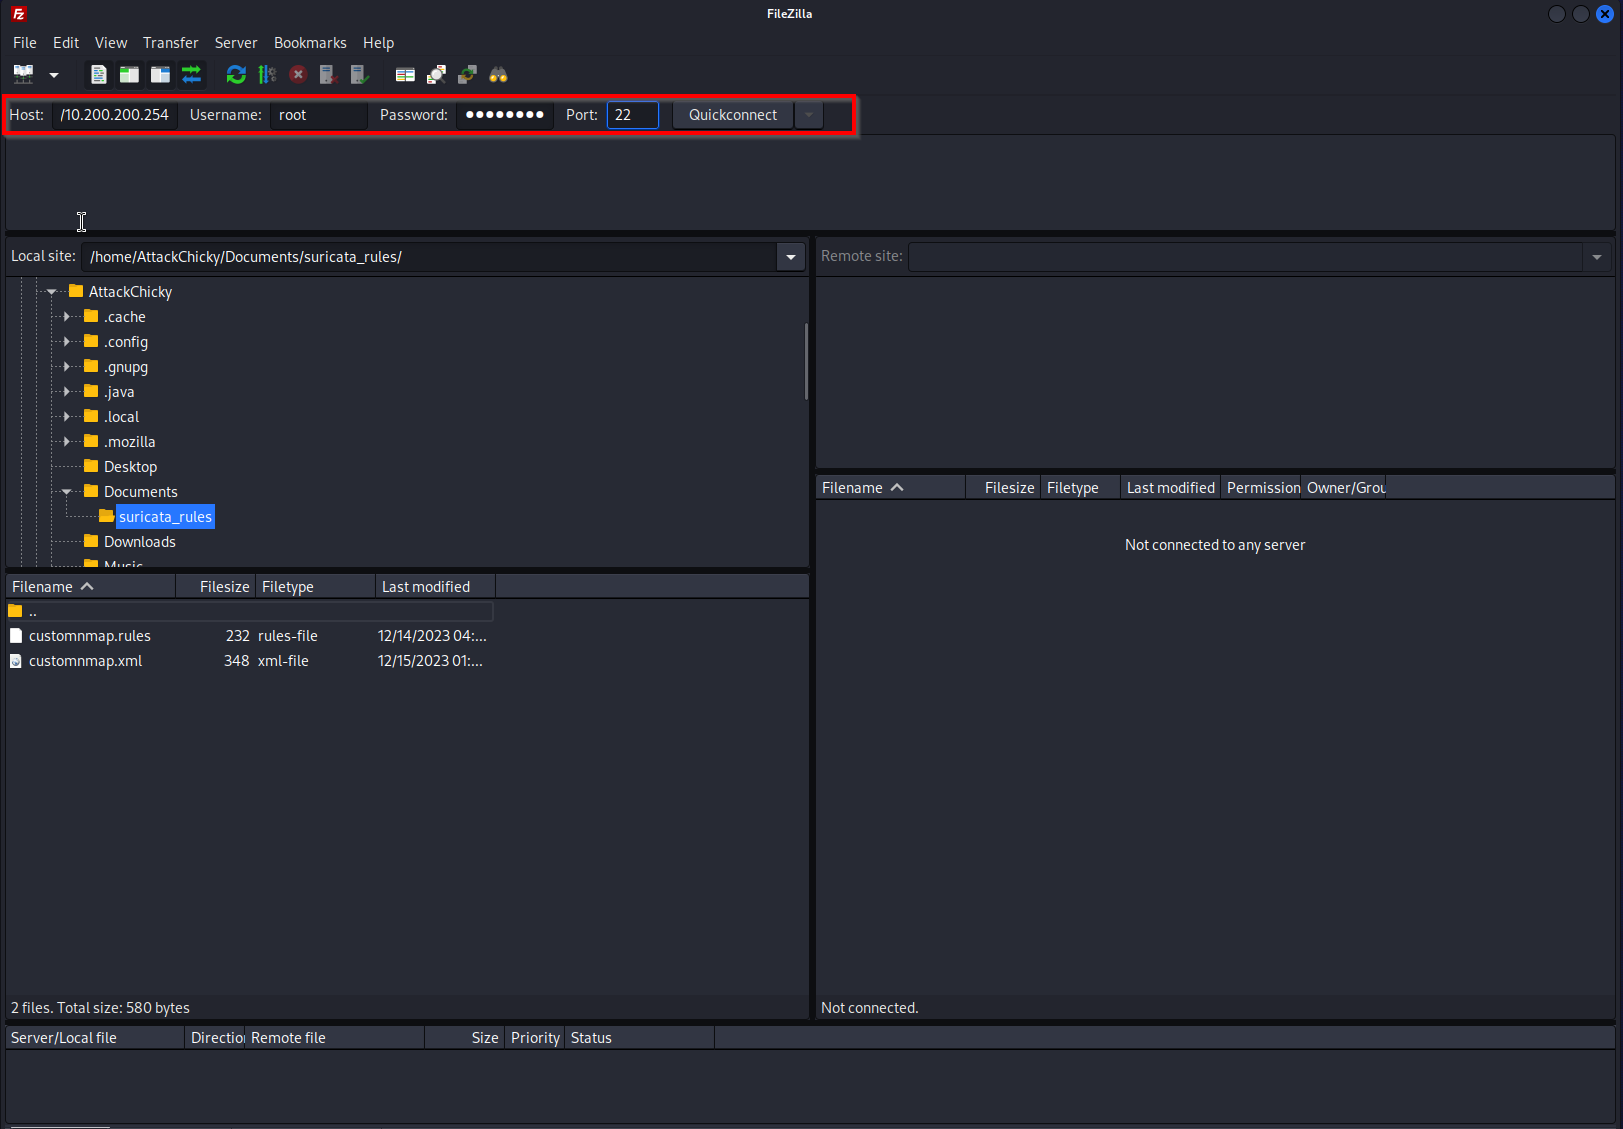 FileZilla
File Edit View Transfer Server Bookmarks Help
Host: /10.200.200.254 Username: root Password: ●●●●●●●● Port: 22 Quickconnect
Local site: /home/AttackChicky/Documents/suricata_rules/
AttackChicky
.cache
.config
.gnupg
.java
.local
.mozilla
Desktop
Documents
suricata_rules
Downloads
Music
Filename Filesize Filetype Last modified
..
customnmap.rules 232 rules-file 12/14/2023 04:...
customnmap.xml 348 xml-file 12/15/2023 01:...
2 files. Total size: 580 bytes
Remote site:
Filename Filesize Filetype Last modified Permission Owner/Grou
Not connected to any server
Not connected.
Server/Local file Directio Remote file Size Priority Status